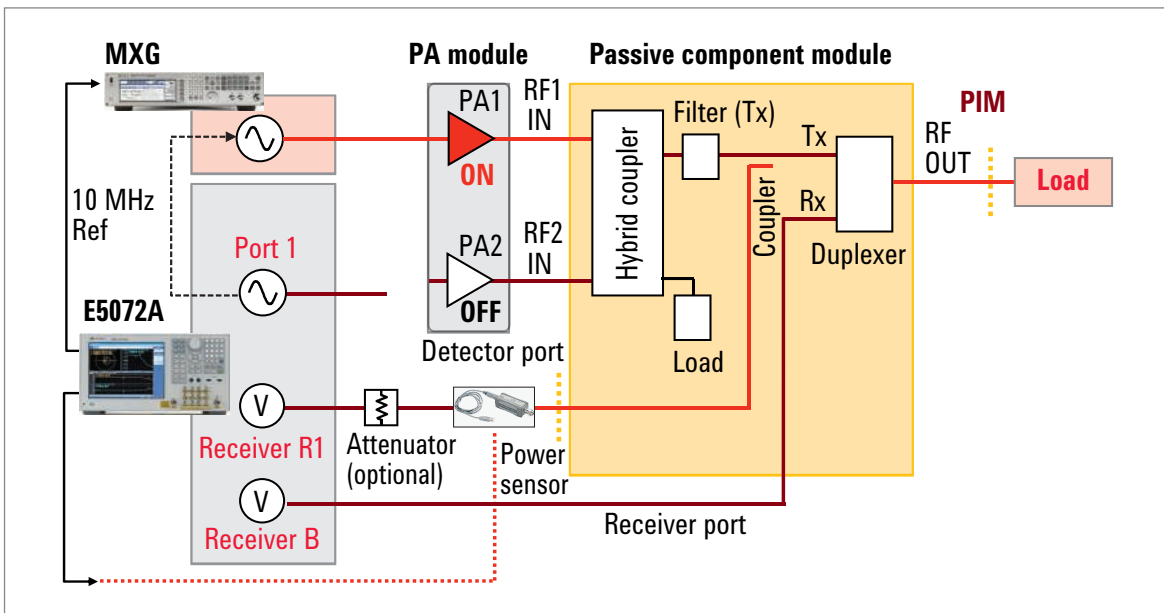 MXG
PA module
Passive component module
PA1
RF1
IN
Filter (Tx)
Tx
PIM
RF
OUT
Load
ON
10 MHz
Ref
Port 1
Hybrid coupler
Coupler
Rx
Duplexer
PA2
RF2
IN
OFF
E5072A
Detector port
Load
V
Receiver R1
Attenuator
(optional)
Power
sensor
V
Receiver B
Receiver port